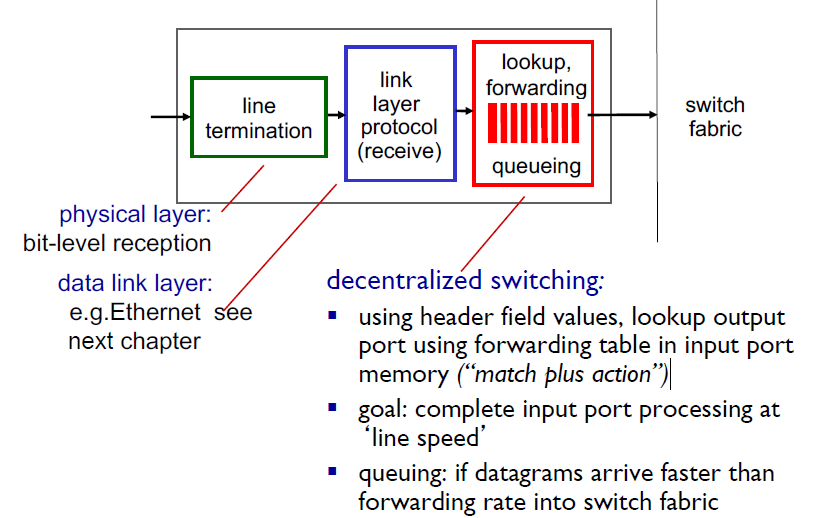 line
termination
link
layer
protocol
(receive)
lookup,
forwarding
queueing
switch
fabric
physical layer:
bit-level reception
data link layer:
e.g.Ethernet  see
next chapter
decentralized switching:
▪ using header field values, lookup output
port using forwarding table in input port
memory (“match plus action”)
▪ goal: complete input port processing at
‘line speed’
▪ queuing: if datagrams arrive faster than
forwarding rate into switch fabric